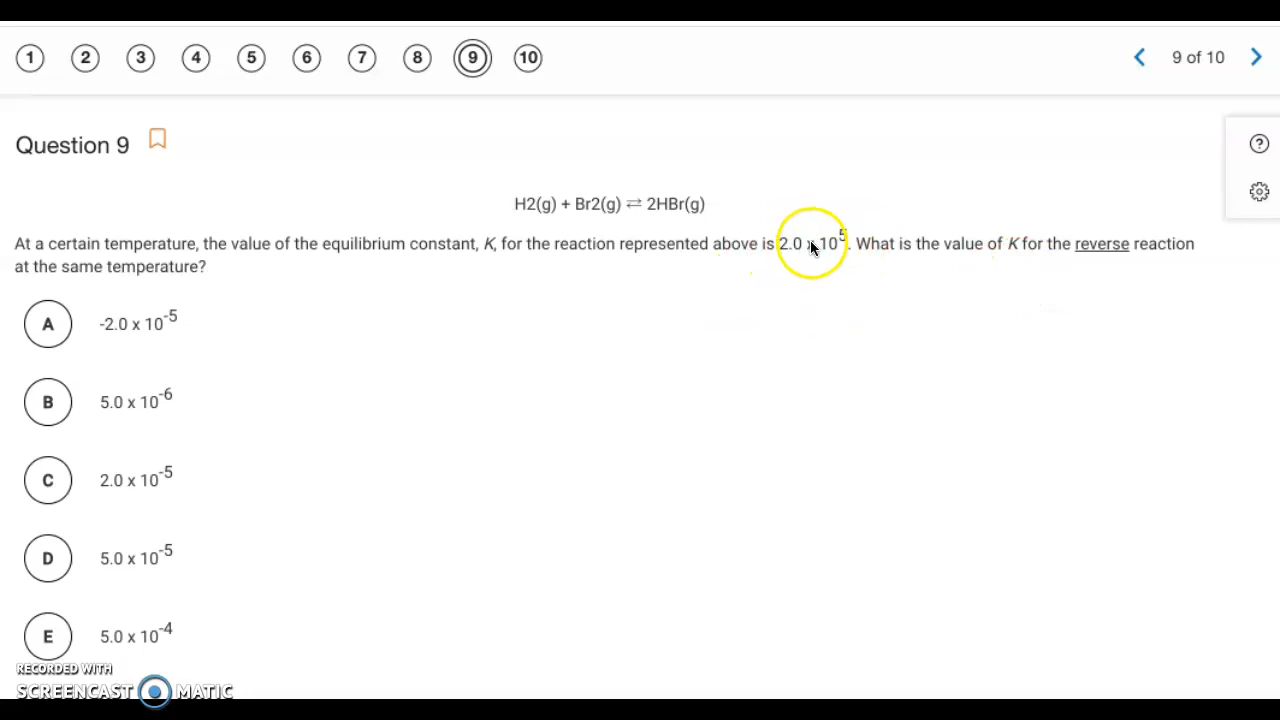 1 2 3 4 5 6 7 8 9 10 9 of 10
Question 9
?
H2(g) + Br2(g) ⇌ 2HBr(g)
At a certain temperature, the value of the equilibrium constant, K, for the reaction represented above is 2.0 x 10^5. What is the value of K for the reverse reaction
at the same temperature?
A -2.0 x 10^-5
B 5.0 x 10^-6
C 2.0 x 10^-5
D 5.0 x 10^-5
E 5.0 x 10^-4
RECORDED WITH
SCREENCAST MATIC